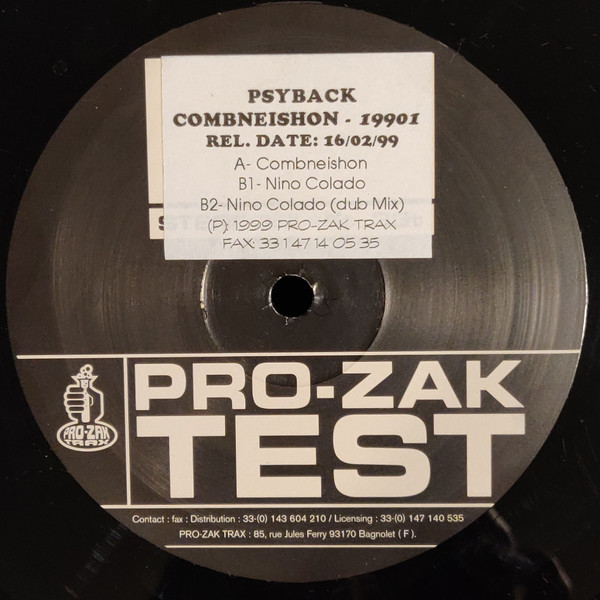 PSYBACK
COMBNEISHON - 19901
REL. DATE: 16/02/99
A- Combneishon
B1- Nino Colado
B2- Nino Colado (dub Mix)
(P): 1999 PRO-ZAK TRAX
FAX: 33 1 47 14 05 35
PRO-ZAK
TRAX
PRO-ZAK
TEST
Contact : fax : Distribution : 33-(0) 143 604 210 / Licensing : 33-(0) 147 140 535
PRO-ZAK TRAX : 85, rue Jules Ferry 93170 Bagnolet ( F ).